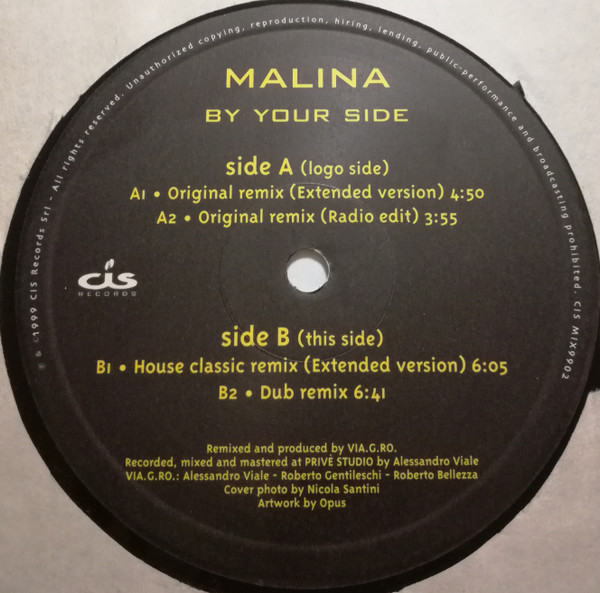 ℗ & ©1999 CIS Records Srl - All rights reserved. Unauthorized copying, reproduction, hiring, lending, public-performance and broadcasting prohibited. CIS MIX9902
MALINA
BY YOUR SIDE
side A (logo side)
A1 • Original remix (Extended version) 4:50
A2 • Original remix (Radio edit) 3:55
cis
RECORDS
side B (this side)
B1 • House classic remix (Extended version) 6:05
B2 • Dub remix 6:41
Remixed and produced by VIA.G.RO.
Recorded, mixed and mastered at PRIVÉ STUDIO by Alessandro Viale
VIA.G.RO.: Alessandro Viale - Roberto Gentileschi - Roberto Bellezza
Cover photo by Nicola Santini
Artwork by Opus